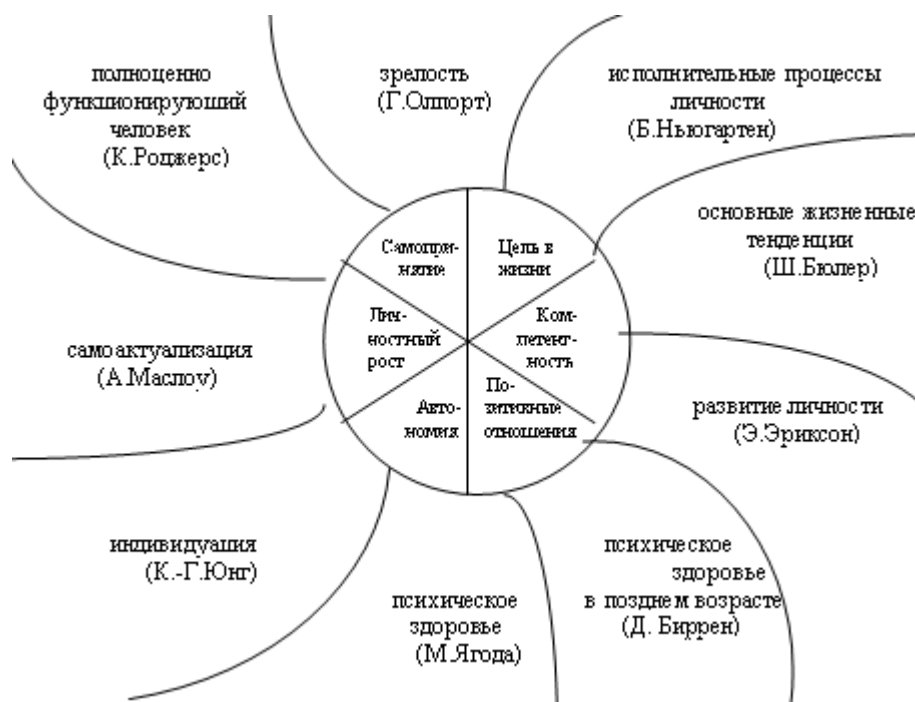 полноценно
функционирующий
человек
(К.Роджерс)
зрелость
(Г.Олпорт)
исполнительные процессы
личности
(Б.Ньюгартен)
основные жизненные
тенденции
(Ш.Бюлер)
Самопри-
нятие
Цель в
жизни
Лич-
ностный
рост
Ком-
петент-
ность
самоактуализация
(А.Маслоу)
развитие личности
(Э.Эриксон)
Авто-
номия
По-
зитивные
отношения
индивидуация
(К.-Г.Юнг)
психическое
здоровье
(М.Ягода)
психическое
здоровье
в позднем возрасте
(Д. Биррен)